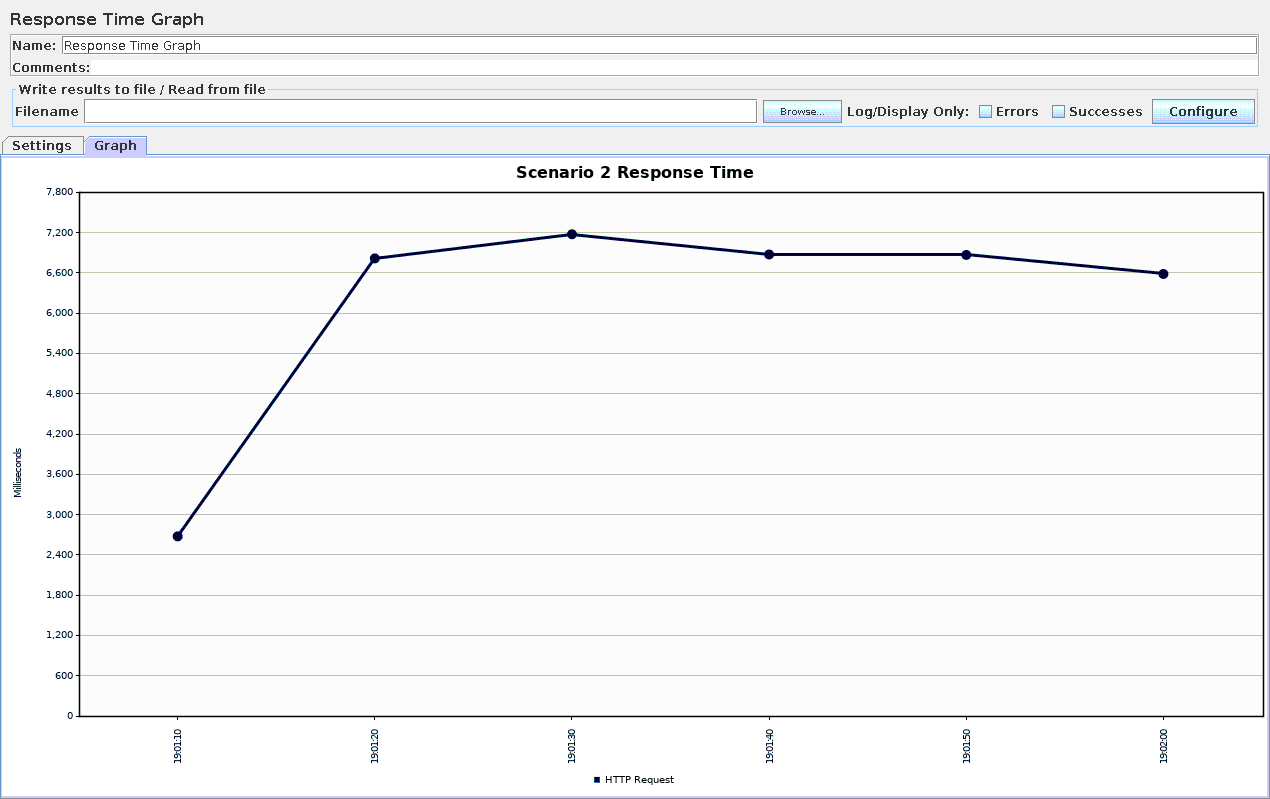 Response Time Graph
Name: Response Time Graph
Comments:
Write results to file / Read from file
Filename Browse... Log/Display Only: Errors Successes Configure
Settings Graph
Scenario 2 Response Time
7,800
7,200
6,600
6,000
5,400
4,800
4,200
3,600
3,000
2,400
1,800
1,200
600
0
Milliseconds
19:01:10 19:01:20 19:01:30 19:01:40 19:01:50 19:02:00
HTTP Request